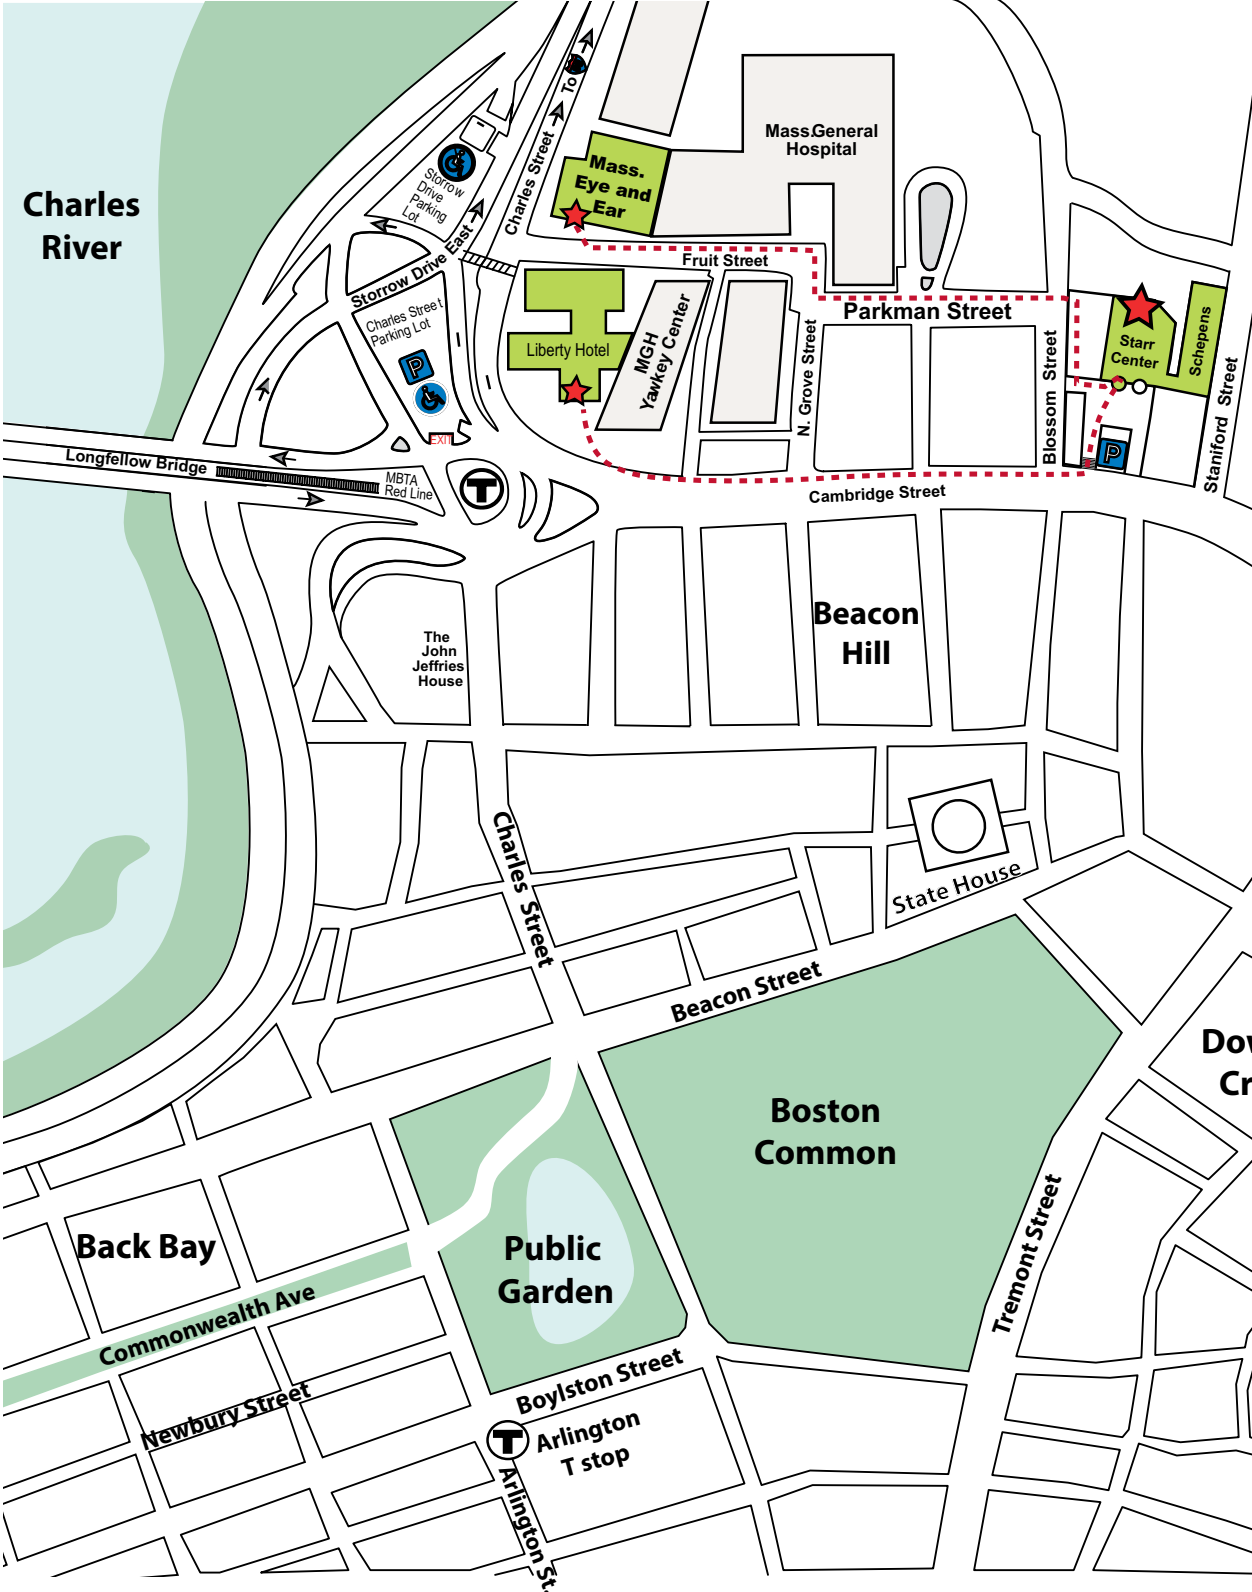 To
Charles Street
Mass.General
Hospital
Mass.
Eye and
Ear
Storrow
Drive
Parking
Lot
Charles
River
Storrow Drive East
Fruit Street
Parkman Street
Charles Street
Parking Lot
P
EXIT
Liberty Hotel
MGH
Yawkey Center
N. Grove Street
Blossom Street
Starr
Center
Schepens
Staniford Street
P
Longfellow Bridge
MBTA
Red Line
T
Cambridge Street
The
John
Jeffries
House
Beacon
Hill
Charles Street
State House
Beacon Street
Dov
Cr
Boston
Common
Back Bay
Public
Garden
Commonwealth Ave
Tremont Street
Newbury Street
Boylston Street
T
Arlington
T stop
Arlington St.